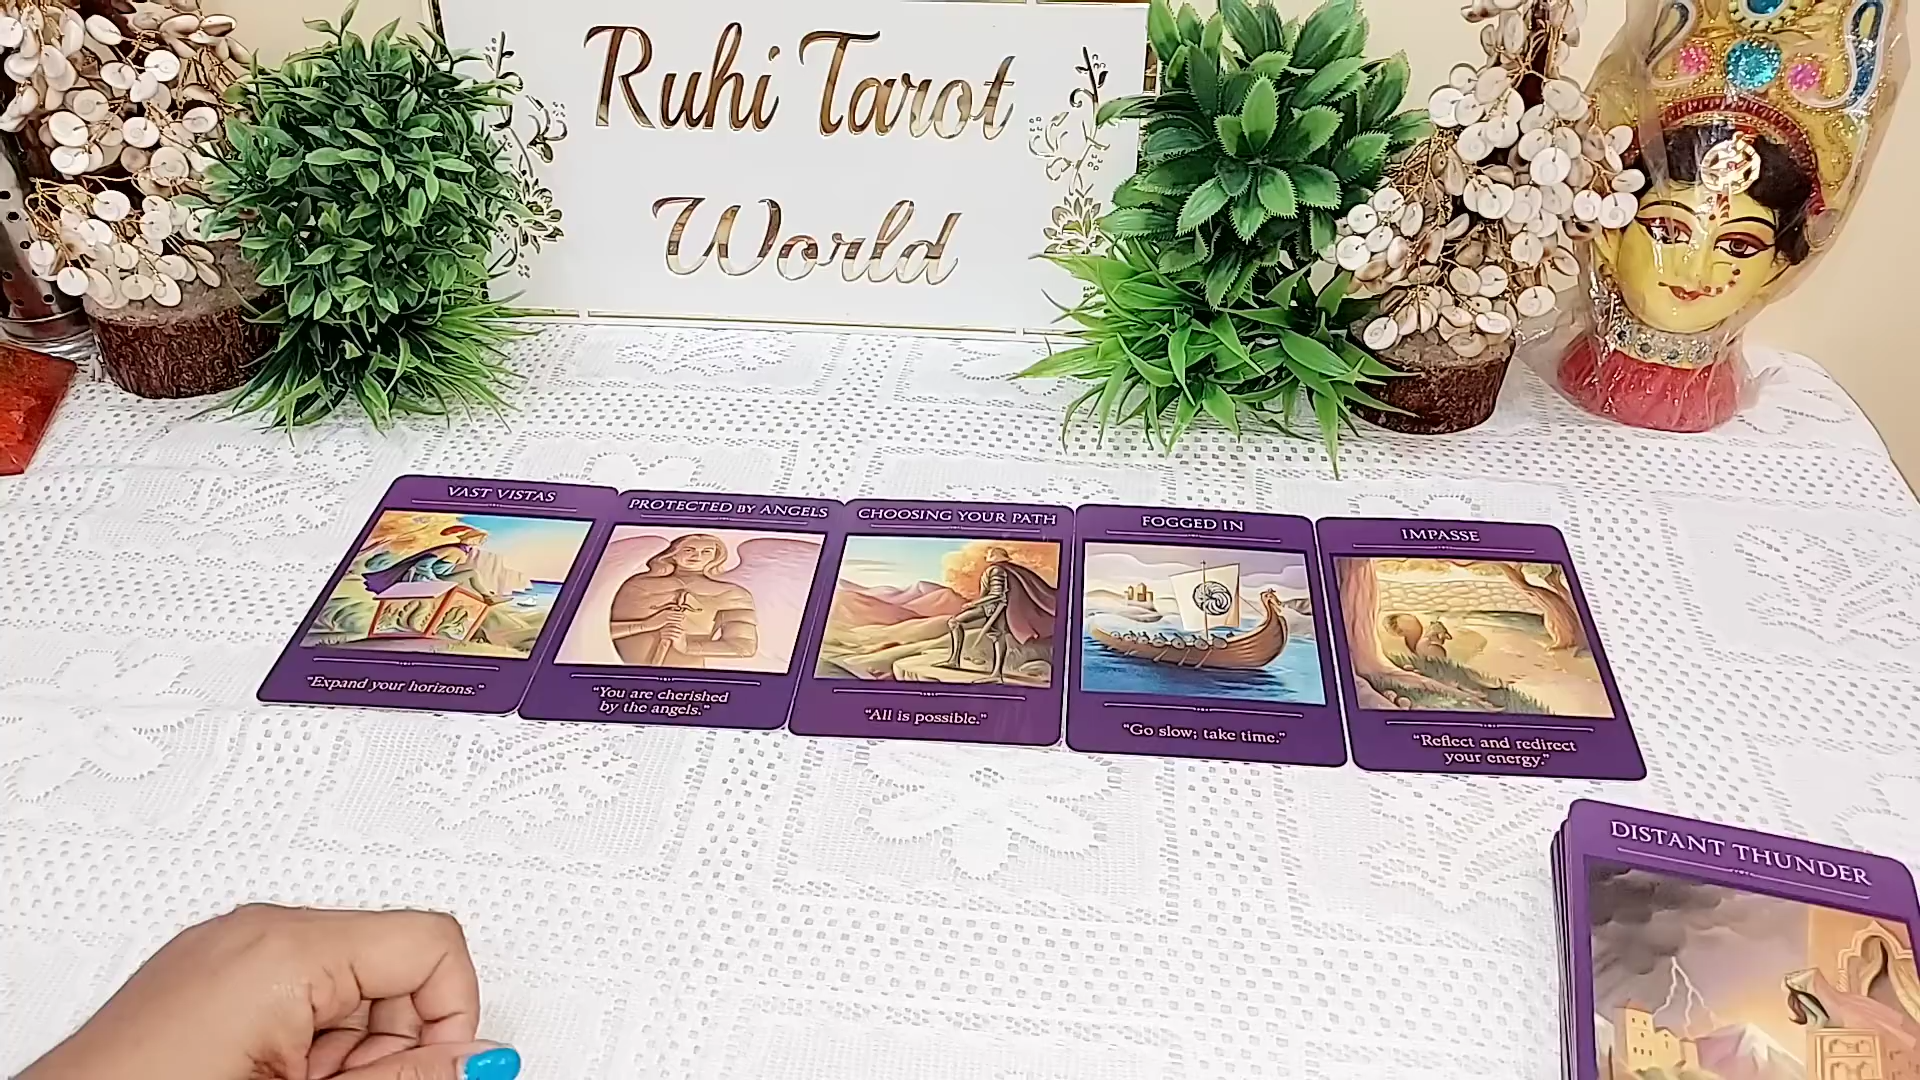 Ruhi Tarot
World
VAST VISTAS
"Expand your horizons."
PROTECTED BY ANGELS
"You are cherished
by the angels."
CHOOSING YOUR PATH
"All is possible."
FOGGED IN
"Go slow; take time."
IMPASSE
"Reflect and redirect
your energy."
DISTANT THUNDER